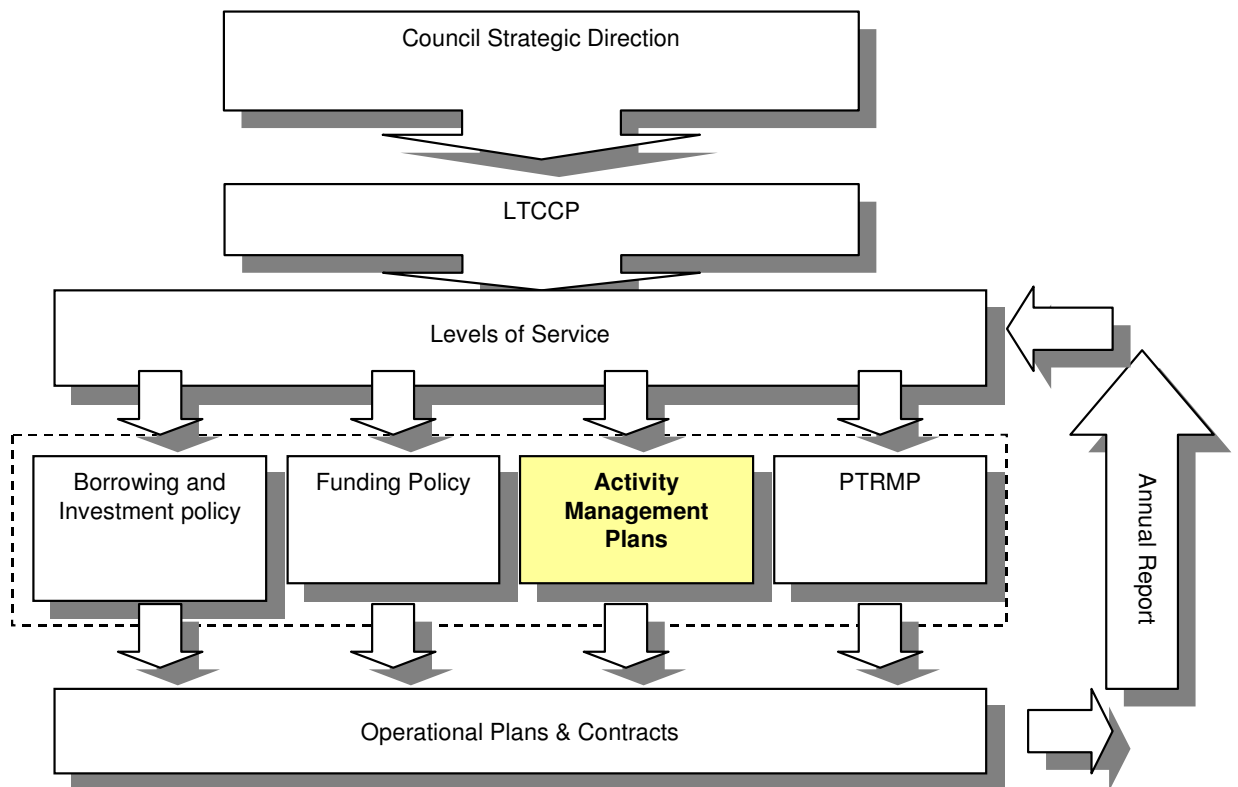 Council Strategic Direction
LTCCP
Levels of Service
Borrowing and
Investment policy
Funding Policy
Activity
Management
Plans
PTRMP
Annual Report
Operational Plans & Contracts